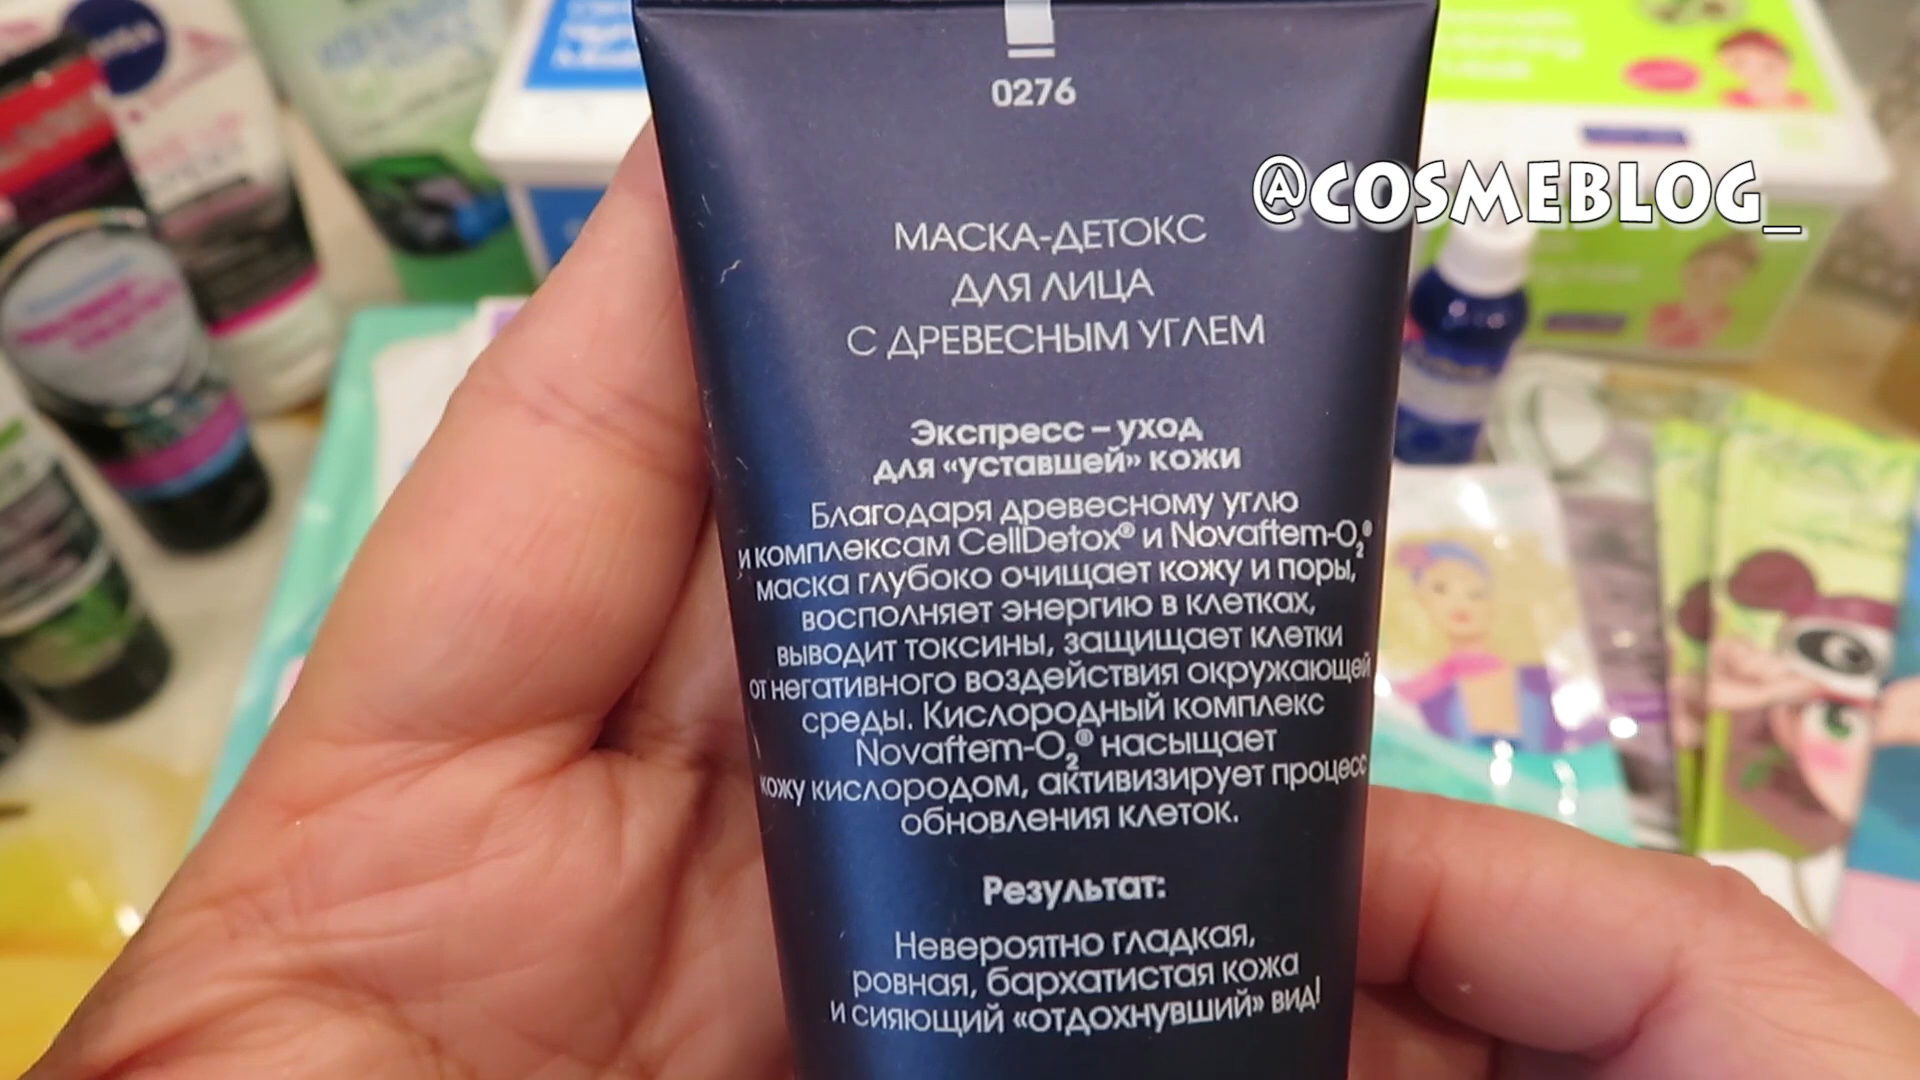 0276
@COSMEBLOG_
МАСКА-ДЕТОКС
ДЛЯ ЛИЦА
С ДРЕВЕСНЫМ УГЛЕМ
Экспресс – уход
для «уставшей» кожи
Благодаря древесному углю
и комплексам CellDetox® и Novaftem-O₂®
маска глубоко очищает кожу и поры,
восполняет энергию в клетках,
выводит токсины, защищает клетки
от негативного воздействия окружающей
среды. Кислородный комплекс
Novaftem-O₂® насыщает
кожу кислородом, активизирует процесс
обновления клеток.
Результат:
Невероятно гладкая,
ровная, бархатистая кожа
и сияющий «отдохнувший» вид!